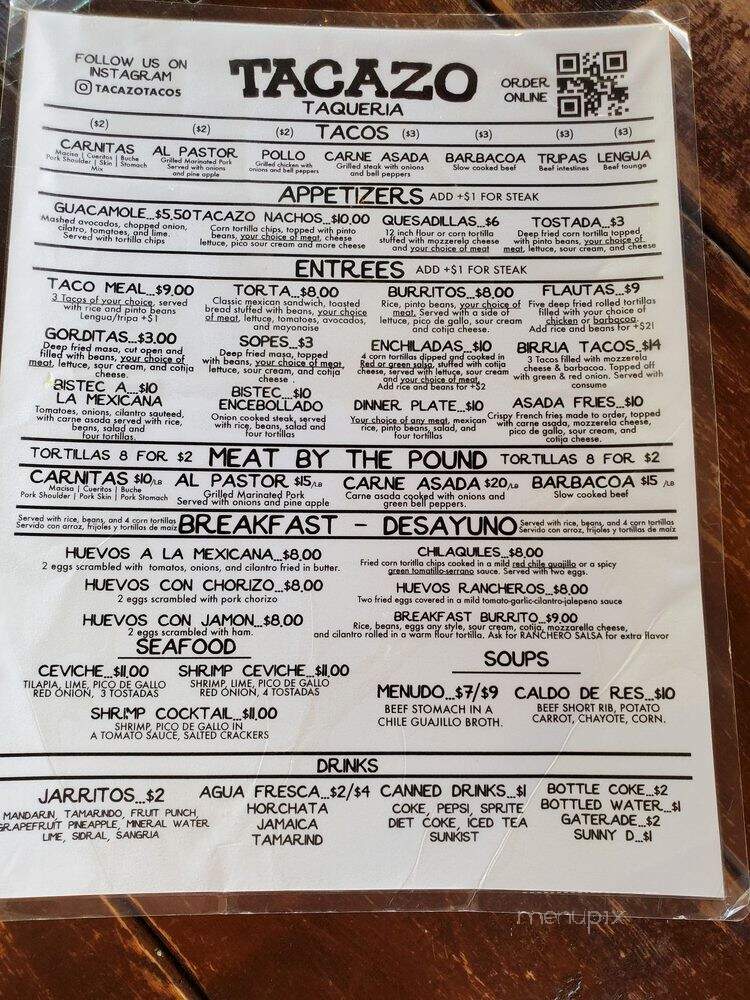 FOLLOW US ON
INSTAGRAM
TACAZOTACOS
TACAZO
TAQUERIA
ORDER
ONLINE
TACOS
($2) ($2) ($2) ($3) ($3) ($3) ($3)
CARNITAS
Macisa | Cueritos | Buche
Pork Shoulder | Skin | Stomach
Mix
AL PASTOR
Grilled Marinated Pork
Served with onions
and pine apple
POLLO
Grilled chicken with
onions and bell peppers
CARNE ASADA
Grilled steak with onions
and bell peppers
BARBACOA
Slow cooked beef
TRIPAS
Beef intestines
LENGUA
Beef tounge
APPETIZERS ADD +$1 FOR STEAK
GUACAMOLE...$5.50
Mashed avocados, chopped onion,
cilatro, tomatoes, and lime.
Served with tortilla chips
TACAZO NACHOS...$10.00
Corn tortilla chips, topped with pinto
beans, your choice of meat, cheese
lettuce, pico sour cream and more cheese
QUESADILLAS...$6
12 inch flour or corn tortilla
stuffed with mozzerela cheese
and your choice of meat
TOSTADA...$3
Deep fried corn tortilla topped
with pinto beans, your choice of
meat, lettuce, sour cream, and cheese
ENTREES ADD +$1 FOR STEAK
TACO MEAL...$9.00
3 Tacos of your choice, served
with rice and pinto beans
Lengua/tripa +$1
TORTA...$8.00
Classic mexican sandwich, toasted
bread stuffed with beans, your choice
of meat, lettuce, tomatoes, avocados,
and mayonaise
BURRITOS...$8.00
Rice, pinto beans, your choice of
meat. Served with a side of
lettuce, pico de gallo, sour cream
and cotija cheese.
FLAUTAS...$9
Five deep fried rolled tortillas
filled with your choice of
chicken or barbacoa.
Add rice and beans for +$2!
GORDITAS...$3.00
Deep fried masa, cut open and
filled with beans, your choice of
meat, lettuce, sour cream, and cotija
cheese.
SOPES...$3
Deep fried masa, topped
with beans, your choice of meat,
lettuce, sour cream, and cotija
cheese .
ENCHILADAS...$10
4 corn tortillas dipped and cooked in
Red or green salsa, stuffed with cotija
cheese, served with lettuce, sour cream
and your choice of meat.
Add rice and beans for +$2
BIRRIA TACOS...$14
3 Tacos filled with mozzerela
cheese & barbacoa. Topped off
with green & red onion. Served with
consume
BISTEC A...$10
LA MEXICANA
Tomatoes, onions, cilantro sauteed,
with carne asada served with rice,
beans, salad and
four tortillas.
BISTEC...$10
ENCEBOLLADO
Onion cooked steak, served
with rice, beans, salad and
four tortillas
DINNER PLATE...$10
Your choice of any meat, mexican
rice, pinto beans, salad, and
four tortillas
ASADA FRIES...$10
Crispy French fries made to order, topped
with carne asada, mozzarella cheese,
pico de gallo, sour cream, and
cotija cheese.
TORTILLAS 8 FOR $2 MEAT BY THE POUND TORTILLAS 8 FOR $2
CARNITAS $10/LB
Macisa | Cueritos | Buche
Pork Shoulder | Pork Skin | Pork Stomach
AL PASTOR $15/LB
Grilled Marinated Pork
Served with onions and pine apple
CARNE ASADA $20/LB
Carne asada cooked with onions and
green bell peppers.
BARBACOA $15 /LB
Slow cooked beef
Served with rice, beans, and 4 corn tortillas
Servido con arroz, frijoles y tortillas de maiz
BREAKFAST - DESAYUNO
Served with rice, beans, and 4 corn tortillas
Servido con arroz, frijoles y tortillas de maiz
HUEVOS A LA MEXICANA...$8.00
2 eggs scrambled with tomatos, onions, and cilantro fried in butter.
CHILAQUILES...$8.00
Fried corn tortilla chips cooked in a mild red chile guajillo or a spicy
green tomatillo-serrano sauce. Served with two eggs.
HUEVOS CON CHORIZO...$8.00
2 eggs scrambled with pork chorizo
HUEVOS RANCHEROS...$8.00
Two fried eggs covered in a mild tomato-garlic-cilantro-jalepeno sauce
HUEVOS CON JAMON...$8.00
2 eggs scrambled with ham.
BREAKFAST BURRITO...$9.00
Rice, beans, eggs any style, sour cream, cotija, mozzarella cheese,
and cilantro rolled in a warm flour tortilla. Ask for RANCHERO SALSA for extra flavor
SEAFOOD
CEVICHE...$11.00
TILAPIA, LIME, PICO DE GALLO
RED ONION, 3 TOSTADAS
SHRIMP CEVICHE...$11.00
SHRIMP, LIME, PICO DE GALLO
RED ONION, 4 TOSTADAS
SHRIMP COCKTAIL...$11.00
SHRIMP, PICO DE GALLO IN
A TOMATO SAUCE, SALTED CRACKERS
SOUPS
MENUDO...$7/$9
BEEF STOMACH IN A
CHILE GUAJILLO BROTH.
CALDO DE RES...$10
BEEF SHORT RIB, POTATO
CARROT, CHAYOTE, CORN.
DRINKS
JARRITOS...$2
MANDARIN, TAMARINDO, FRUIT PUNCH,
GRAPEFRUIT PINEAPPLE, MINERAL WATER
LIME, SIDRAL, SANGRIA
AGUA FRESCA...$2/$4
HORCHATA
JAMAICA
TAMARIND
CANNED DRINKS...$1
COKE, PEPSI, SPRITE
DIET COKE, ICED TEA
SUNKIST
BOTTLE COKE...$2
BOTTLED WATER...$1
GATERADE...$2
SUNNY D...$1
menupix